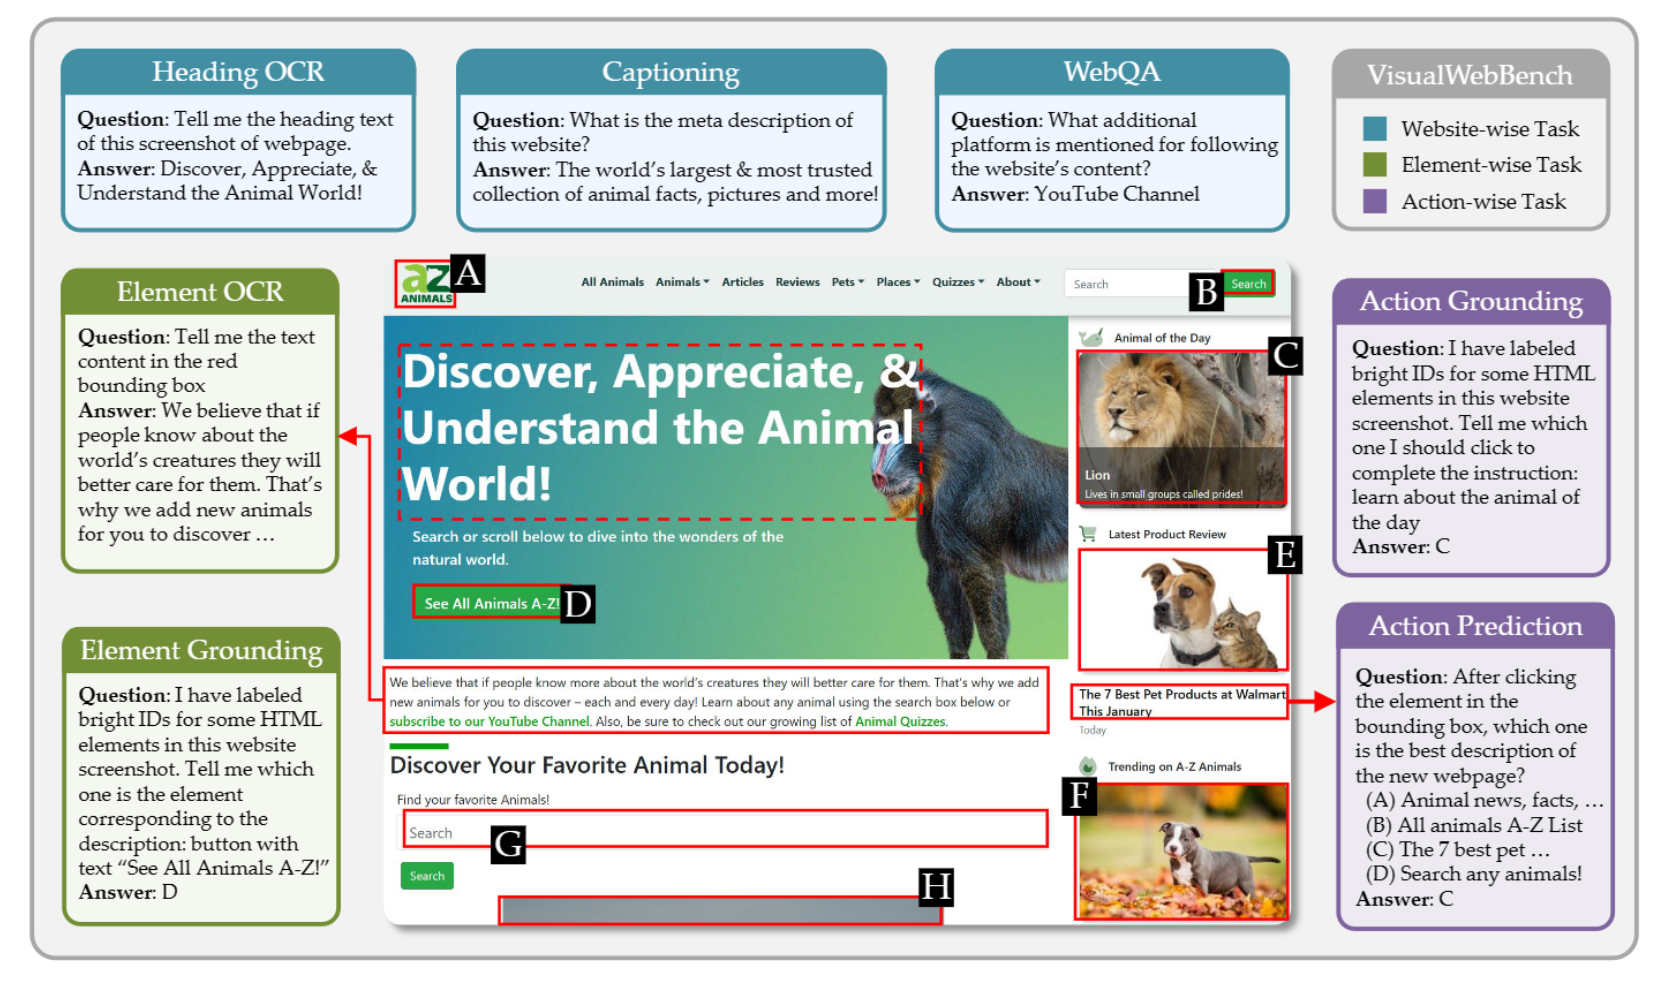 Heading OCR
Question: Tell me the heading text
of this screenshot of webpage.
Answer: Discover, Appreciate, &
Understand the Animal World!
Captioning
Question: What is the meta description of
this website?
Answer: The world's largest & most trusted
collection of animal facts, pictures and more!
WebQA
Question: What additional
platform is mentioned for following
the website's content?
Answer: YouTube Channel
VisualWebBench
Website-wise Task
Element-wise Task
Action-wise Task
Element OCR
Question: Tell me the text
content in the red
bounding box
Answer: We believe that if
people know about the
world's creatures they will
better care for them. That's
why we add new animals
for you to discover ...
Element Grounding
Question: I have labeled
bright IDs for some HTML
elements in this website
screenshot. Tell me which
one is the element
corresponding to the
description: button with
text "See All Animals A-Z!"
Answer: D
az
ANIMALS
A
All Animals Animals Articles Reviews Pets Places Quizzes About
Search
B
Search
Discover, Appreciate, &
Understand the Animal
World!
Search or scroll below to dive into the wonders of the
natural world.
See All Animals A-Z!
D
We believe that if people know more about the world's creatures they will better care for them. That's why we add
new animals for you to discover – each and every day! Learn about any animal using the search box below or
subscribe to our YouTube Channel. Also, be sure to check out our growing list of Animal Quizzes.
Discover Your Favorite Animal Today!
Find your favorite Animals!
Search
G
Search
H
Animal of the Day
C
Lion
Lives in small groups called prides!
Latest Product Review
E
The 7 Best Pet Products at Walmart
This January
Today
Trending on A-Z Animals
F
Action Grounding
Question: I have labeled
bright IDs for some HTML
elements in this website
screenshot. Tell me which
one I should click to
complete the instruction:
learn about the animal of
the day
Answer: C
Action Prediction
Question: After clicking
the element in the
bounding box, which one
is the best description of
the new webpage?
(A) Animal news, facts, ...
(B) All animals A-Z List
(C) The 7 best pet ...
(D) Search any animals!
Answer: C